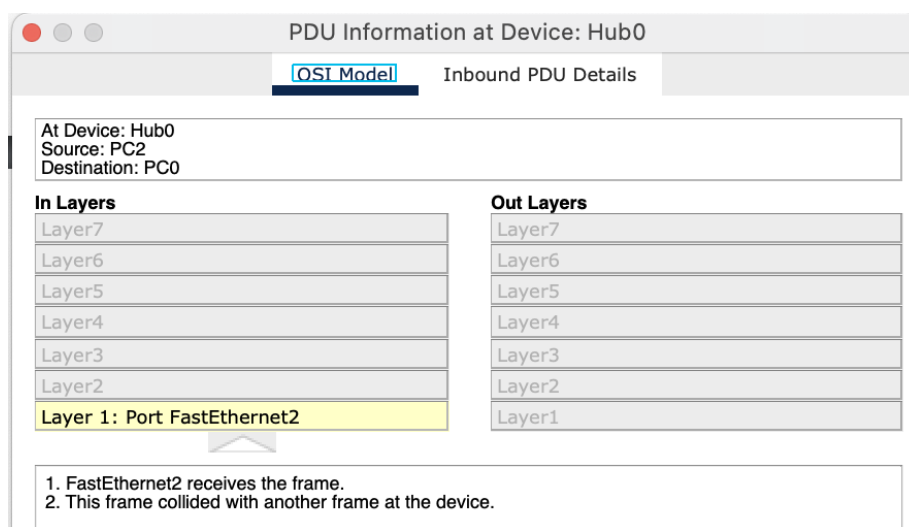 PDU Information at Device: Hub0
OSI Model Inbound PDU Details
At Device: Hub0
Source: PC2
Destination: PC0
In Layers Out Layers
Layer7 Layer7
Layer6 Layer6
Layer5 Layer5
Layer4 Layer4
Layer3 Layer3
Layer2 Layer2
Layer 1: Port FastEthernet2 Layer1
1. FastEthernet2 receives the frame.
2. This frame collided with another frame at the device.